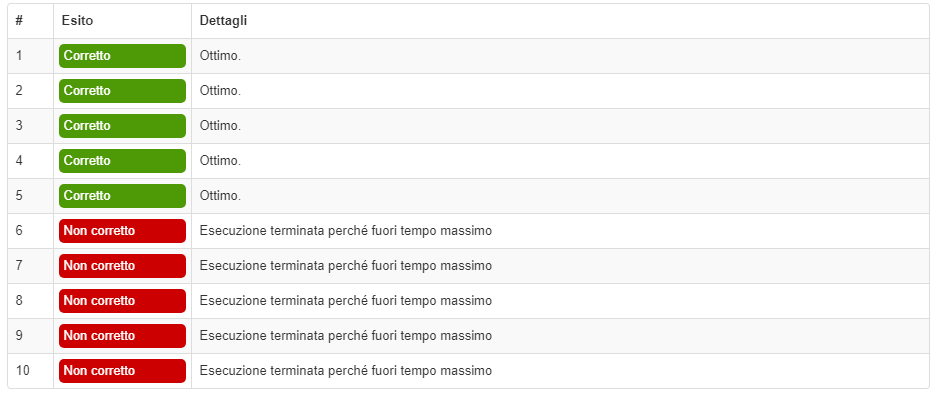 # Esito Dettagli
1 Corretto Ottimo.
2 Corretto Ottimo.
3 Corretto Ottimo.
4 Corretto Ottimo.
5 Corretto Ottimo.
6 Non corretto Esecuzione terminata perché fuori tempo massimo
7 Non corretto Esecuzione terminata perché fuori tempo massimo
8 Non corretto Esecuzione terminata perché fuori tempo massimo
9 Non corretto Esecuzione terminata perché fuori tempo massimo
10 Non corretto Esecuzione terminata perché fuori tempo massimo